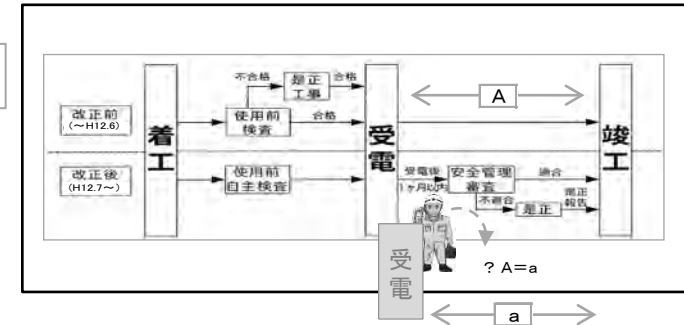 不合格
是正
工事
合格
A
改正前
(～H12.6)
着工
使用前
検査
合格
受電
竣工
改正後
(H12.7～)
使用前
自主検査
受電後
1ヶ月以内
安全管理
審査
適合
不適合
是正
是正
報告
受
電
? A=a
a